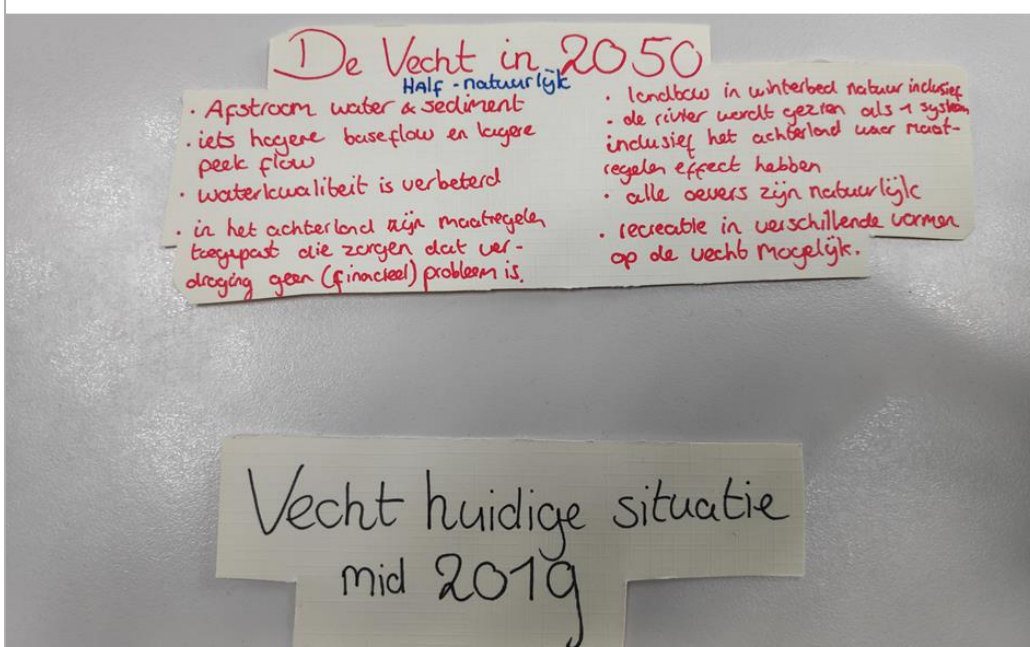 De Vecht in 2050
Half-natuurlijk
· Afstroom water & sediment
· iets hogere baseflow en lagere
peek flow
· waterkwaliteit is verbeterd
· in het achterland zijn maatregelen
toegepast die zorgen dat ver-
droging geen (financieel) probleem is.
· landbouw in winterbed natuur inclusief
· de rivier wordt gezien als 1 systeem
inclusief het achterland waar maat-
regelen effect hebben
· alle oevers zijn natuurlijk
· recreatie in verschillende vormen
op de vecht mogelijk.
Vecht huidige situatie
mid 2019